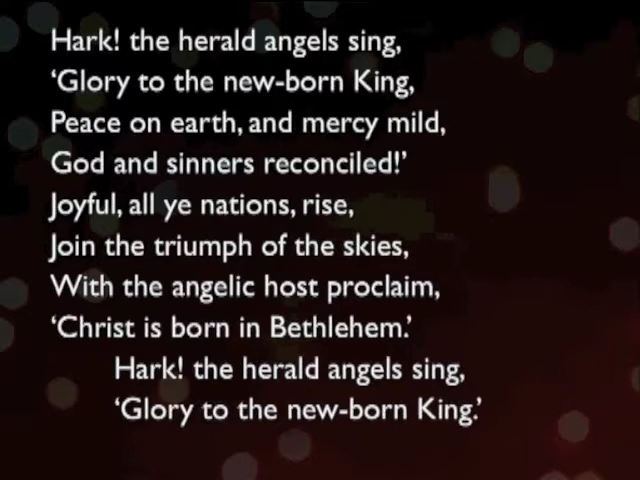 Hark! the herald angels sing,
‘Glory to the new-born King,
Peace on earth, and mercy mild,
God and sinners reconciled!’
Joyful, all ye nations, rise,
Join the triumph of the skies,
With the angelic host proclaim,
‘Christ is born in Bethlehem.’
Hark! the herald angels sing,
‘Glory to the new-born King.’